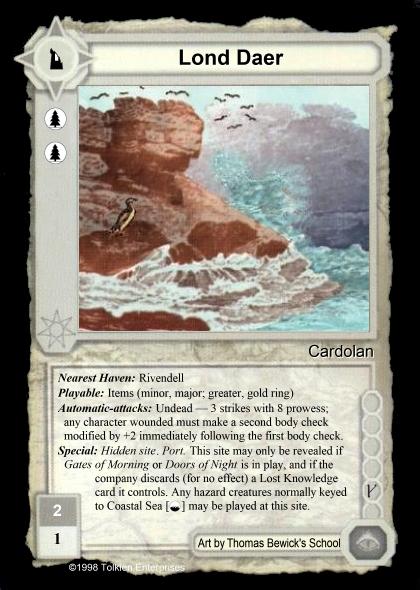 Lond Daer
Cardolan
Nearest Haven: Rivendell
Playable: Items (minor, major; greater, gold ring)
Automatic-attacks: Undead — 3 strikes with 8 prowess;
any character wounded must make a second body check
modified by +2 immediately following the first body check.
Special: Hidden site. Port. This site may only be revealed if
Gates of Morning or Doors of Night is in play, and if the
company discards (for no effect) a Lost Knowledge
card it controls. Any hazard creatures normally keyed
to Coastal Sea [ ] may be played at this site.
2
1
Art by Thomas Bewick's School
©1998 Tolkien Enterprises